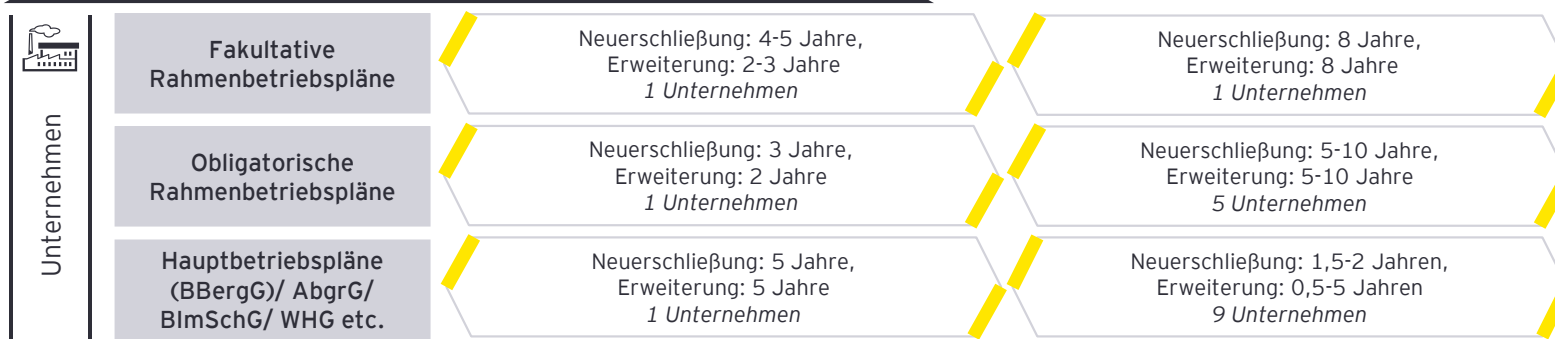 Unternehmen
Fakultative
Rahmenbetriebspläne
Neuerschließung: 4-5 Jahre,
Erweiterung: 2-3 Jahre
1 Unternehmen
Neuerschließung: 8 Jahre,
Erweiterung: 8 Jahre
1 Unternehmen
Obligatorische
Rahmenbetriebspläne
Neuerschließung: 3 Jahre,
Erweiterung: 2 Jahre
1 Unternehmen
Neuerschließung: 5-10 Jahre,
Erweiterung: 5-10 Jahre
5 Unternehmen
Hauptbetriebspläne
(BBergG)/ AbgrG/
BImSchG/ WHG etc.
Neuerschließung: 5 Jahre,
Erweiterung: 5 Jahre
1 Unternehmen
Neuerschließung: 1,5-2 Jahren,
Erweiterung: 0,5-5 Jahren
9 Unternehmen